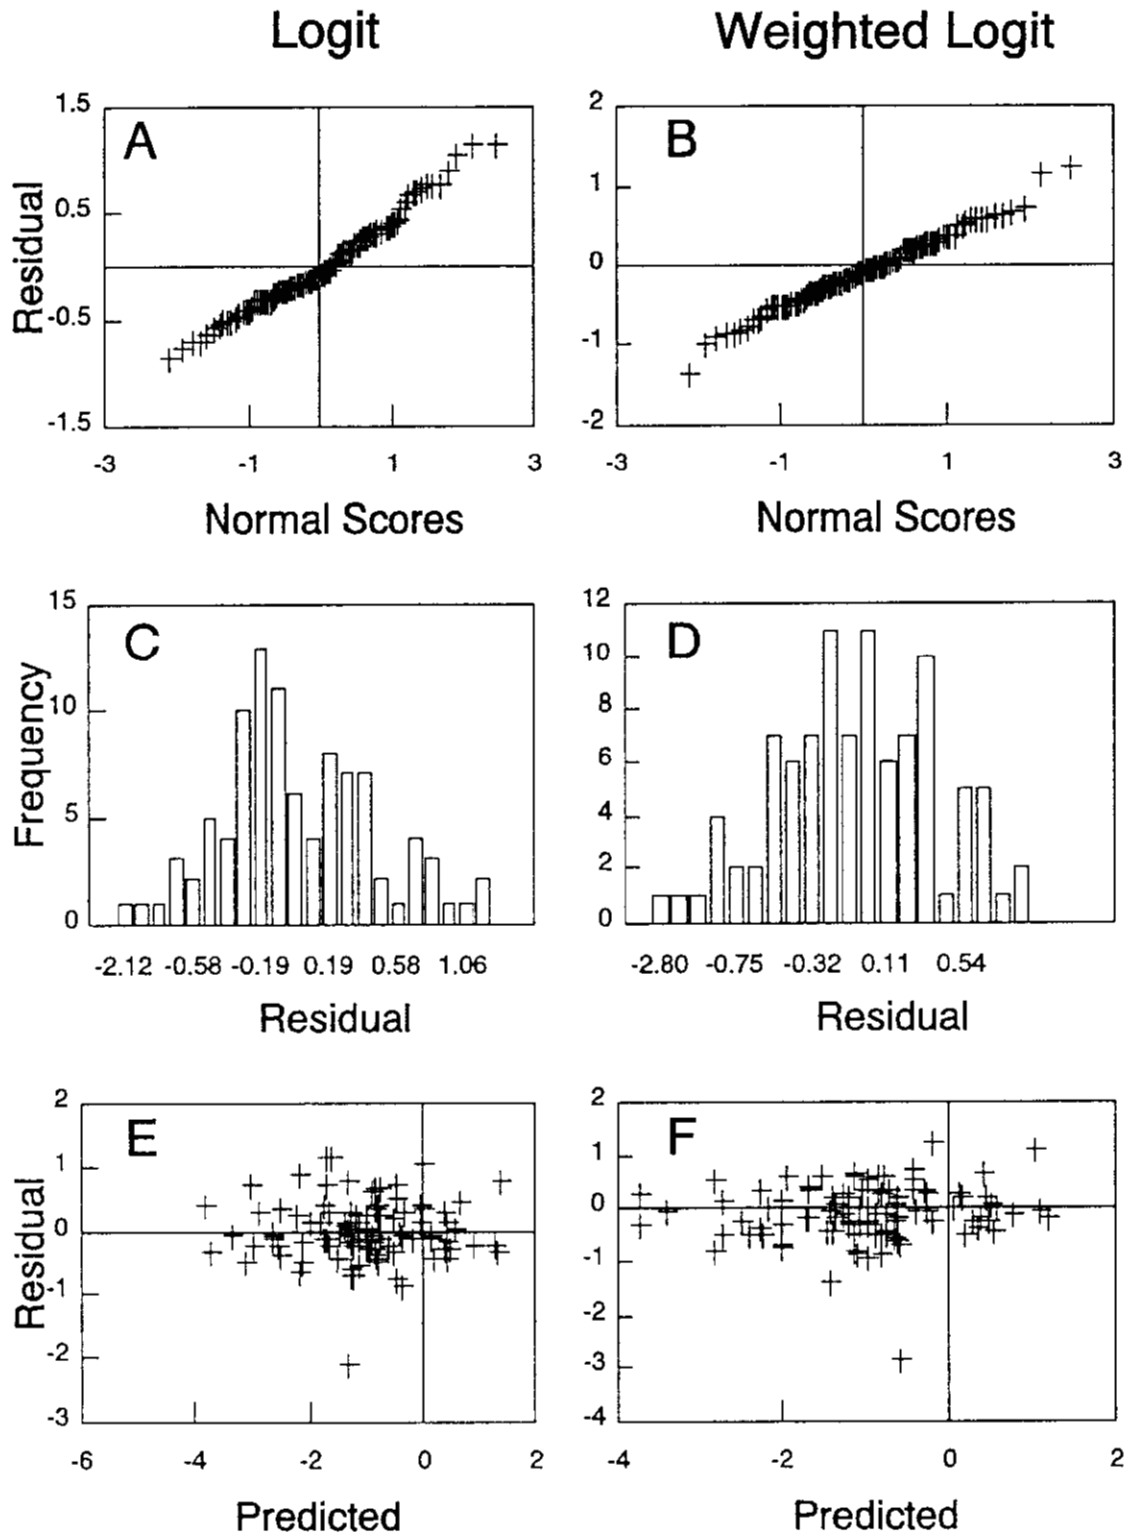 Logit Weighted Logit
A
Residual
1.5
0.5
-0.5
-1.5
-3 -1 1 3
Normal Scores
B
2
1
0
-1
-2
-3 -1 1 3
Normal Scores
C
Frequency
15
10
5
0
-2.12 -0.58 -0.19 0.19 0.58 1.06
Residual
D
12
10
8
6
4
2
0
-2.80 -0.75 -0.32 0.11 0.54
Residual
E
Residual
2
1
0
-1
-2
-3
-6 -4 -2 0 2
Predicted
F
2
1
0
-1
-2
-3
-4
-4 -2 0 2
Predicted